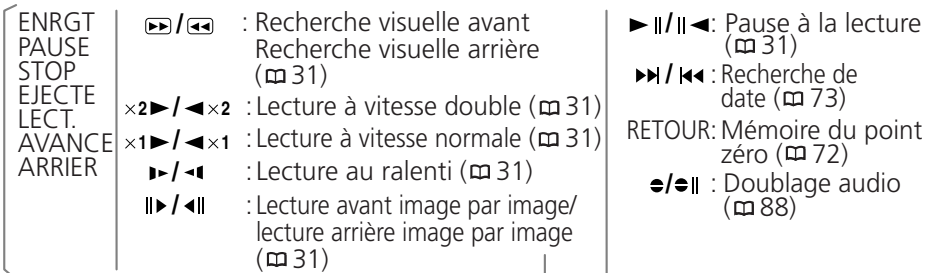 ENRGT
PAUSE
STOP
EJECTE
LECT.
AVANCE
ARRIER
: Recherche visuelle avant
Recherche visuelle arrière
(31)
×2 / ×2 : Lecture à vitesse double (31)
×1 / ×1 : Lecture à vitesse normale (31)
: Lecture au ralenti (31)
: Lecture avant image par image/
lecture arrière image par image
(31)
: Pause à la lecture
(31)
: Recherche de
date (73)
RETOUR: Mémoire du point
zéro (72)
: Doublage audio
(88)